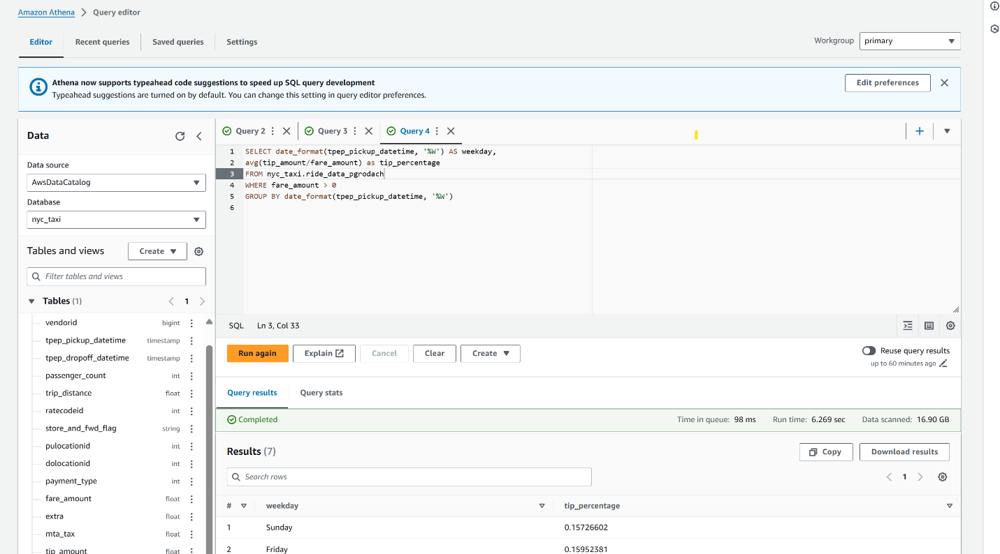 Amazon Athena > Query editor
Editor Recent queries Saved queries Settings
Workgroup primary
Athena now supports typeahead code suggestions to speed up SQL query development
Typeahead suggestions are turned on by default. You can change this setting in query editor preferences.
Edit preferences
Data
Data source
AwsDataCatalog
Database
nyc_taxi
Tables and views Create
Filter tables and views
Tables (1) 1
vendorid bigint
tpep_pickup_datetime timestamp
tpep_dropoff_datetime timestamp
passenger_count int
trip_distance float
ratecodeid int
store_and_fwd_flag string
pulocationid int
dolocationid int
payment_type int
fare_amount float
extra float
mta_tax float
tip_amount float
Query 2 Query 3 Query 4
1 SELECT date_format(tpep_pickup_datetime, '%W') AS weekday,
2 avg(tip_amount/fare_amount) as tip_percentage
3 FROM nyc_taxi.ride_data_pgrodach
4 WHERE fare_amount > 0
5 GROUP BY date_format(tpep_pickup_datetime, '%W')
6
SQL Ln 3, Col 33
Run again Explain Cancel Clear Create
Reuse query results
up to 60 minutes ago
Query results Query stats
Completed Time in queue: 98 ms Run time: 6.269 sec Data scanned: 16.90 GB
Results (7) Copy Download results
Search rows 1
# weekday tip_percentage
1 Sunday 0.15726602
2 Friday 0.15952381